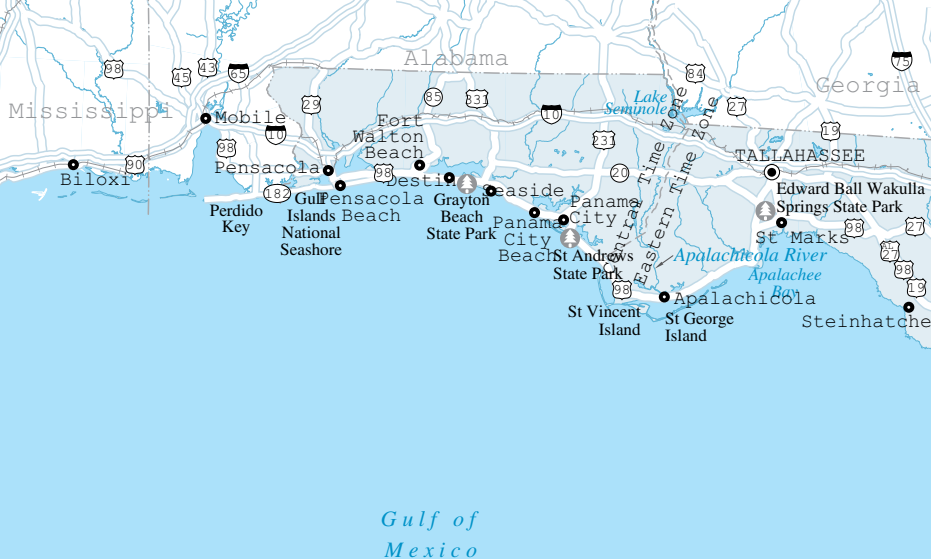 Alabama
Mississippi
Georgia
98
45
43
65
75
84
85
331
29
10
Lake
Seminole
27
19
Mobile
10
Fort
Walton
Beach
231
98
90
Biloxi
Pensacola
98
20
TALLAHASSEE
Destin
Seaside
182
Perdido
Key
Gulf
Islands
National
Seashore
Pensacola
Beach
Grayton
Beach
State Park
Panama
City
Panama
City
Beach
St Andrews
State Park
Central Time Zone
Eastern Time Zone
Edward Ball Wakulla
Springs State Park
St Marks
98
27
AL
27
98
19
Apalachicola River
Apalachee
Bay
98
Apalachicola
St Vincent
Island
St George
Island
Steinhatche
Gulf of
Mexico